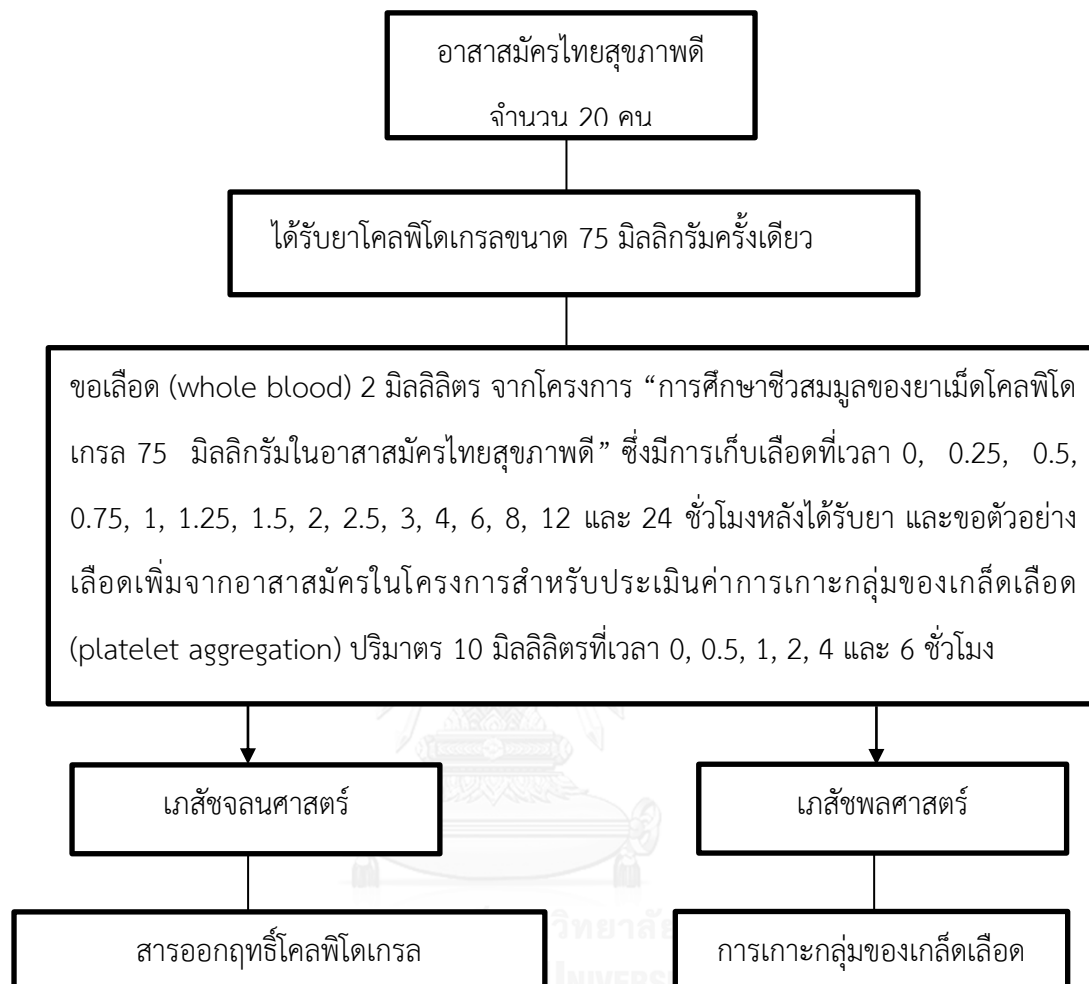 อาสาสมัครไทยสุขภาพดี
จำนวน 20 คน
ได้รับยาโคลพิโดเกรลขนาด 75 มิลลิกรัมครั้งเดียว
ขอเลือด (whole blood) 2 มิลลิลิตร จากโครงการ “การศึกษาชีวสมมูลของยาเม็ดโคลพิโด
เกรล 75 มิลลิกรัมในอาสาสมัครไทยสุขภาพดี” ซึ่งมีการเก็บเลือดที่เวลา 0, 0.25, 0.5,
0.75, 1, 1.25, 1.5, 2, 2.5, 3, 4, 6, 8, 12 และ 24 ชั่วโมงหลังได้รับยา และขอตัวอย่าง
เลือดเพิ่มจากอาสาสมัครในโครงการสำหรับประเมินค่าการเกาะกลุ่มของเกล็ดเลือด
(platelet aggregation) ปริมาตร 10 มิลลิลิตรที่เวลา 0, 0.5, 1, 2, 4 และ 6 ชั่วโมง
เภสัชจลนศาสตร์ เภสัชพลศาสตร์
สารออกฤทธิ์โคลพิโดเกรล การเกาะกลุ่มของเกล็ดเลือด